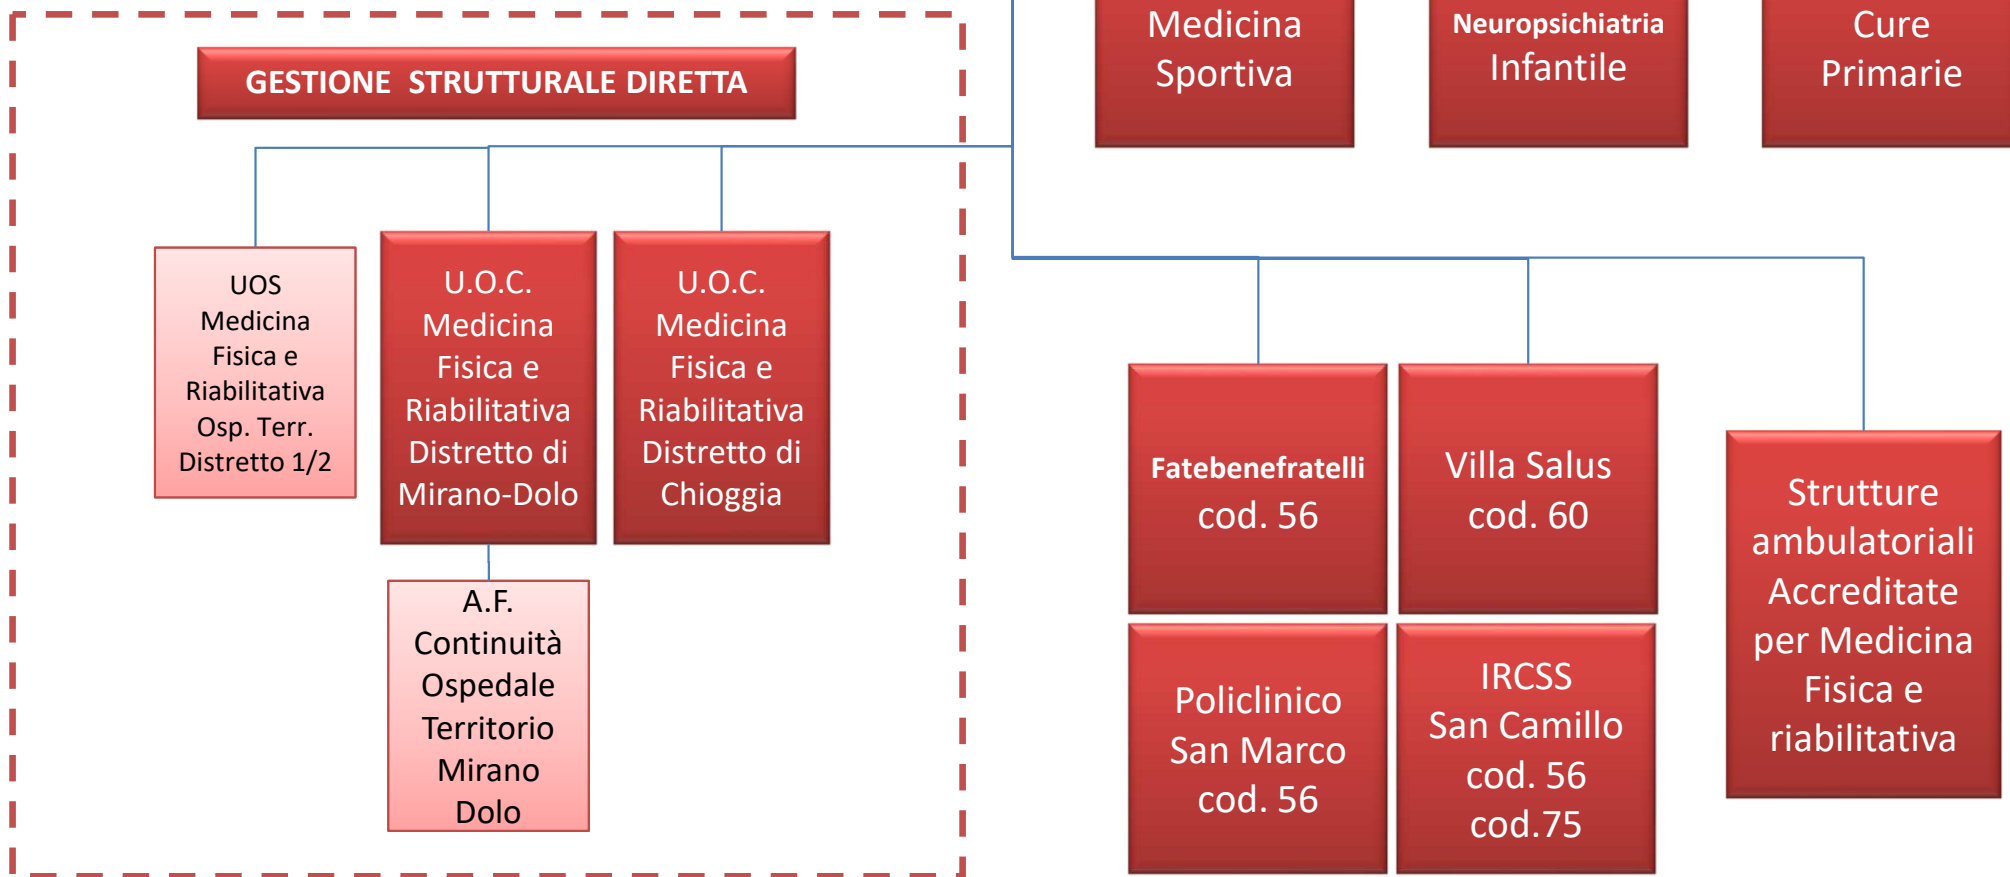 Medicina
Sportiva
Neuropsichiatria
Infantile
Cure
Primarie
GESTIONE STRUTTURALE DIRETTA
UOS
Medicina
Fisica e
Riabilitativa
Osp. Terr.
Distretto 1/2
U.O.C.
Medicina
Fisica e
Riabilitativa
Distretto di
Mirano-Dolo
U.O.C.
Medicina
Fisica e
Riabilitativa
Distretto di
Chioggia
A.F.
Continuità
Ospedale
Territorio
Mirano
Dolo
Fatebenefratelli
cod. 56
Villa Salus
cod. 60
Policlinico
San Marco
cod. 56
IRCSS
San Camillo
cod. 56
cod.75
Strutture
ambulatoriali
Accreditate
per Medicina
Fisica e
riabilitativa